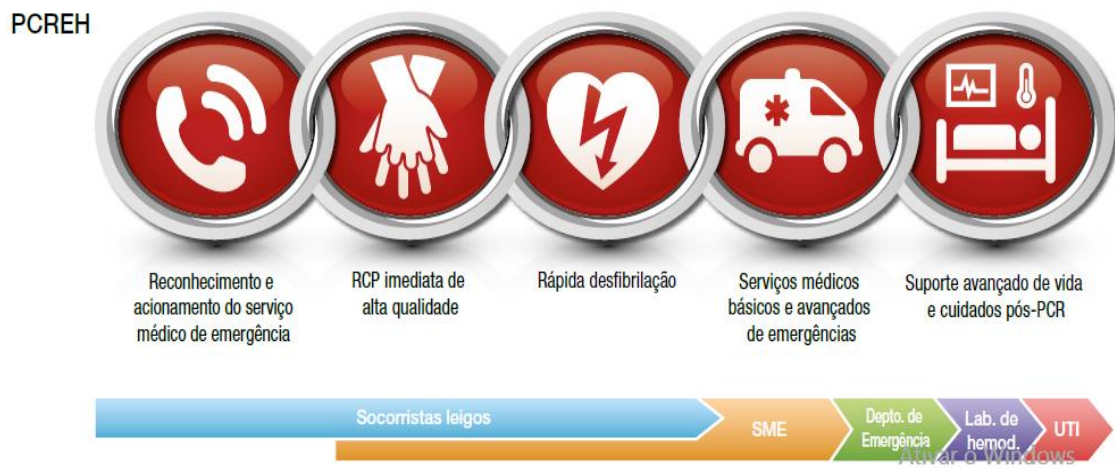 PCREH
Reconhecimento e
acionamento do serviço
médico de emergência
RCP imediata de
alta qualidade
Rápida desfibrilação
Serviços médicos
básicos e avançados
de emergências
Suporte avançado de vida
e cuidados pós-PCR
Socorristas leigos
SME
Depto. de
Emergência
Lab. de
hemod.
UTI
Ativar o Windows